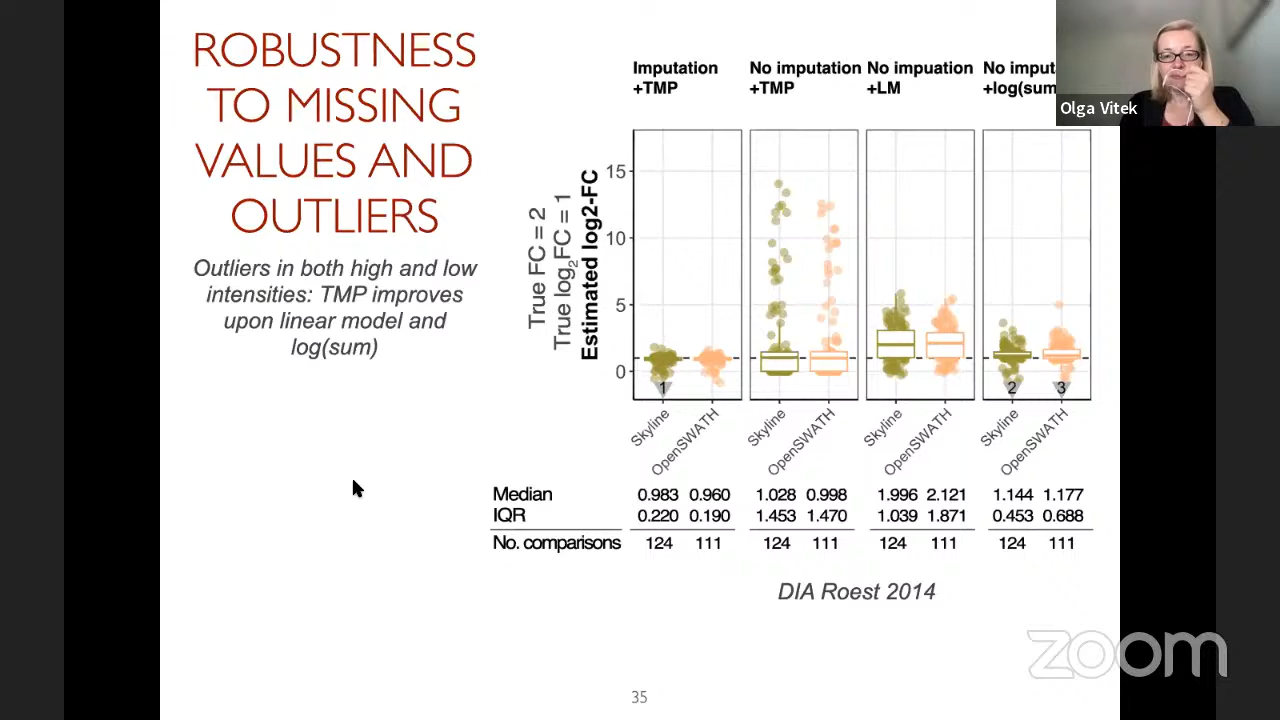 ROBUSTNESS
TO MISSING
VALUES AND
OUTLIERS
Outliers in both high and low
intensities: TMP improves
upon linear model and
log(sum)
Imputation
+TMP
No imputation
+TMP
No impuation
+LM
No imput
+log(sum
Olga Vitek
True FC = 2
True log2FC = 1
Estimated log2-FC
15
10
5
0
1
2
3
Skyline
OpenSWATH
Skyline
OpenSWATH
Skyline
OpenSWATH
Skyline
OpenSWATH
Median 0.983 0.960 1.028 0.998 1.996 2.121 1.144 1.177
IQR 0.220 0.190 1.453 1.470 1.039 1.871 0.453 0.688
No. comparisons 124 111 124 111 124 111 124 111
DIA Roest 2014
zoom
35